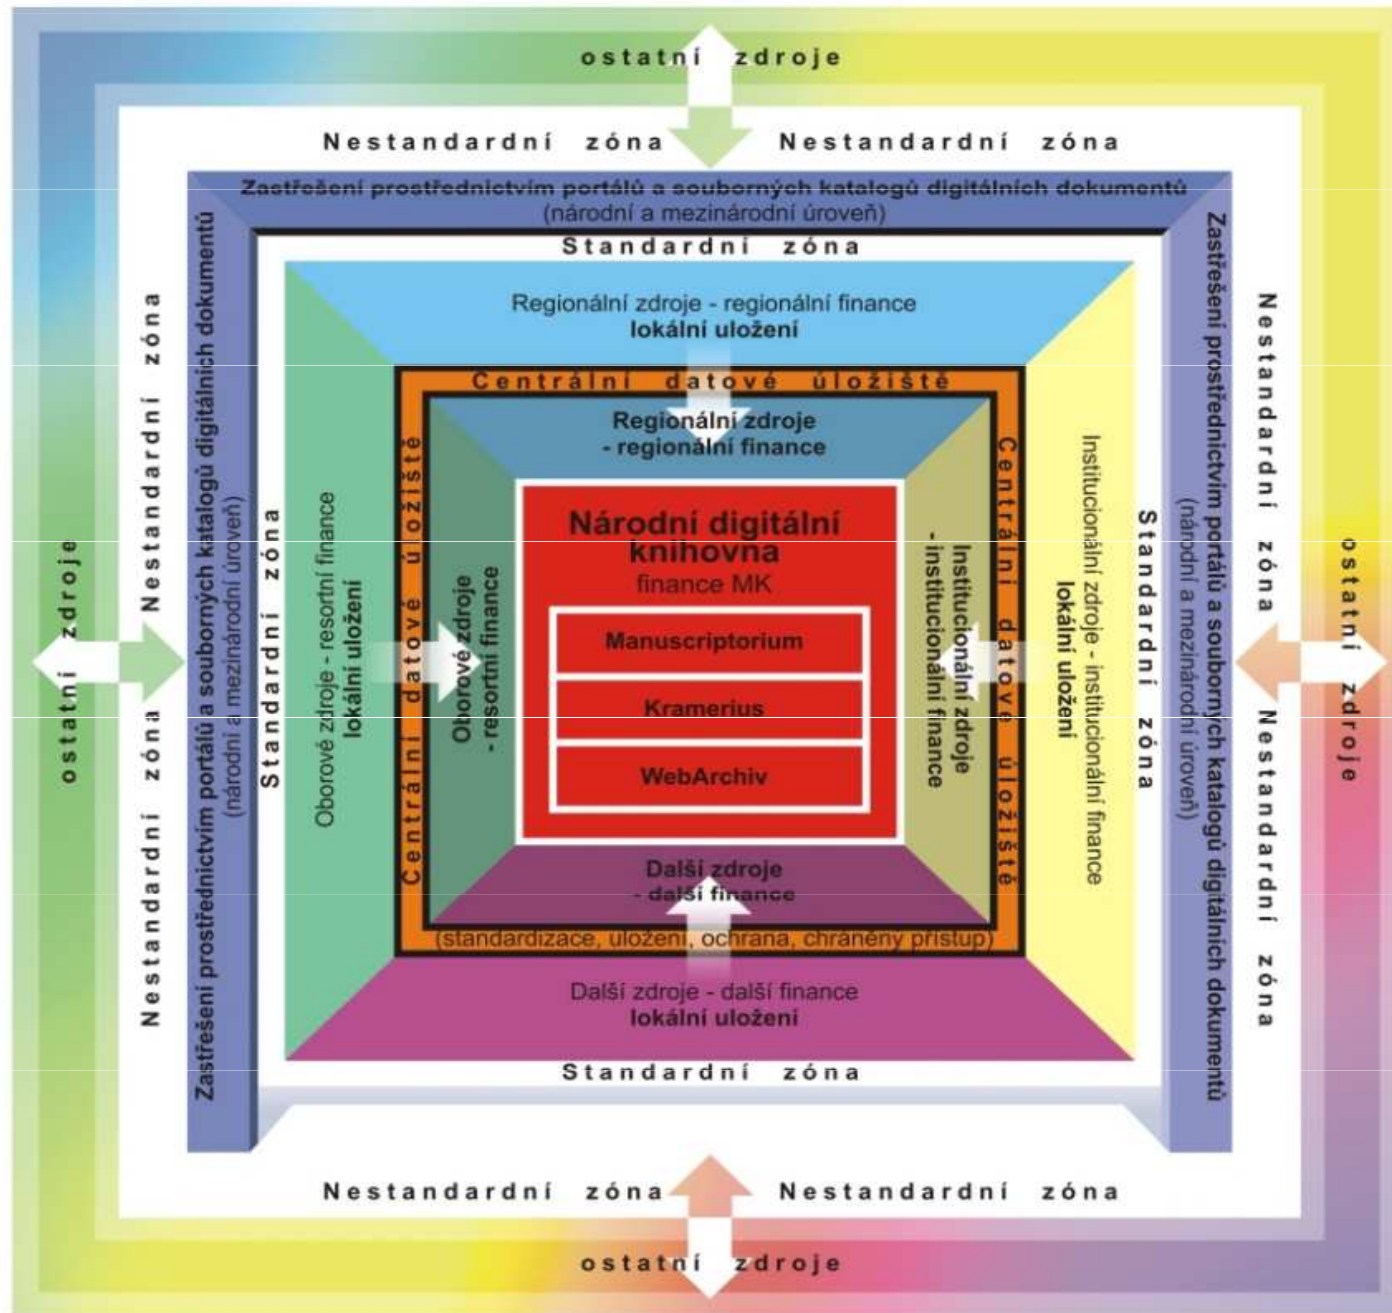 ostatní zdroje
Nestandardní zóna Nestandardní zóna
Zastřešení prostřednictvím portálů a souborných katalogů digitálních dokumentů
(národní a mezinárodní úroveň)
Standardní zóna
Regionální zdroje - regionální finance
lokální uložení
Centrální datové úložiště
Regionální zdroje
- regionální finance
ostatní zdroje
Nestandardní zóna Nestandardní zóna
Zastřešení prostřednictvím portálů a souborných katalogů digitálních dokumentů
(národní a mezinárodní úroveň)
Standardní zóna
Oborové zdroje - resortní finance
lokální uložení
Centrální datové úložiště
Oborové zdroje
- resortní finance
Národní digitální
knihovna
finance MK
Manuscriptorium
Kramerius
WebArchiv
Institucionální zdroje
- institucionální finance
Centrální datové úložiště
Institucionální zdroje - institucionální finance
lokální uložení
Standardní zóna
Zastřešení prostřednictvím portálů a souborných katalogů digitálních dokumentů
(národní a mezinárodní úroveň)
Nestandardní zóna Nestandardní zóna
ostatní zdroje
Další zdroje
- další finance
(standardizace, uložení, ochrana, chráněny přístup)
Další zdroje - další finance
lokální uložení
Standardní zóna
Nestandardní zóna Nestandardní zóna
ostatní zdroje